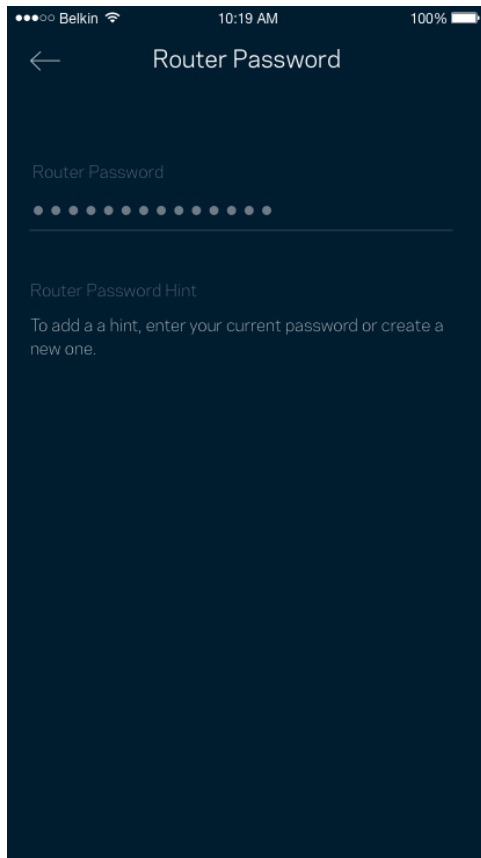 Belkin 10:19 AM 100%
Router Password
Router Password
●●●●●●●●●●●●●●
Router Password Hint
To add a a hint, enter your current password or create a
new one.